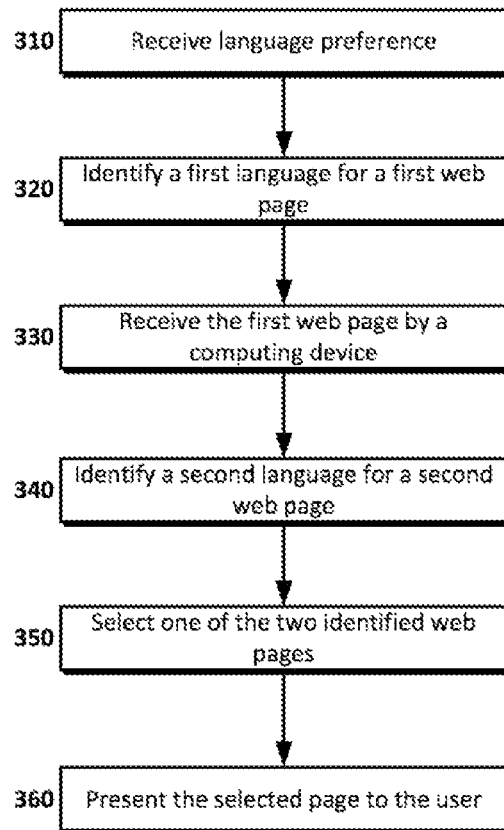 310 Receive language preference
320 Identify a first language for a first web
page
330 Receive the first web page by a
computing device
340 Identify a second language for a second
web page
350 Select one of the two identified web
pages
360 Present the selected page to the user